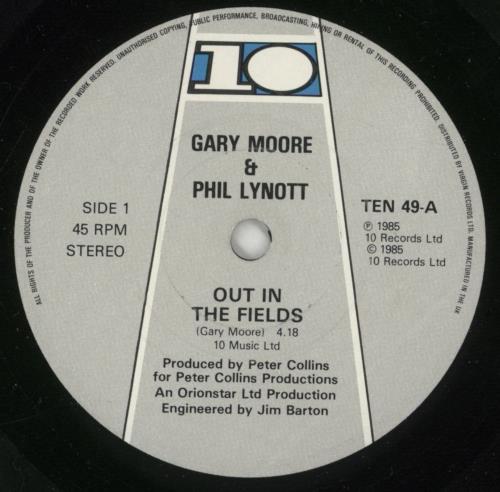 ALL RIGHTS OF THE PRODUCER AND OF THE OWNER OF THE RECORDED WORK RESERVED. UNAUTHORISED COPYING, PUBLIC PERFORMANCE, BROADCASTING, HIRING OR RENTAL OF THIS RECORDING PROHIBITED. DISTRIBUTED BY VIRGIN RECORDS LTD. MANUFACTURED IN THE UK
10
GARY MOORE
&
PHIL LYNOTT
SIDE 1
45 RPM
STEREO
TEN 49-A
Ⓟ 1985
10 Records Ltd
© 1985
10 Records Ltd
OUT IN
THE FIELDS
(Gary Moore) 4.18
10 Music Ltd
Produced by Peter Collins
for Peter Collins Productions
An Orionstar Ltd Production
Engineered by Jim Barton